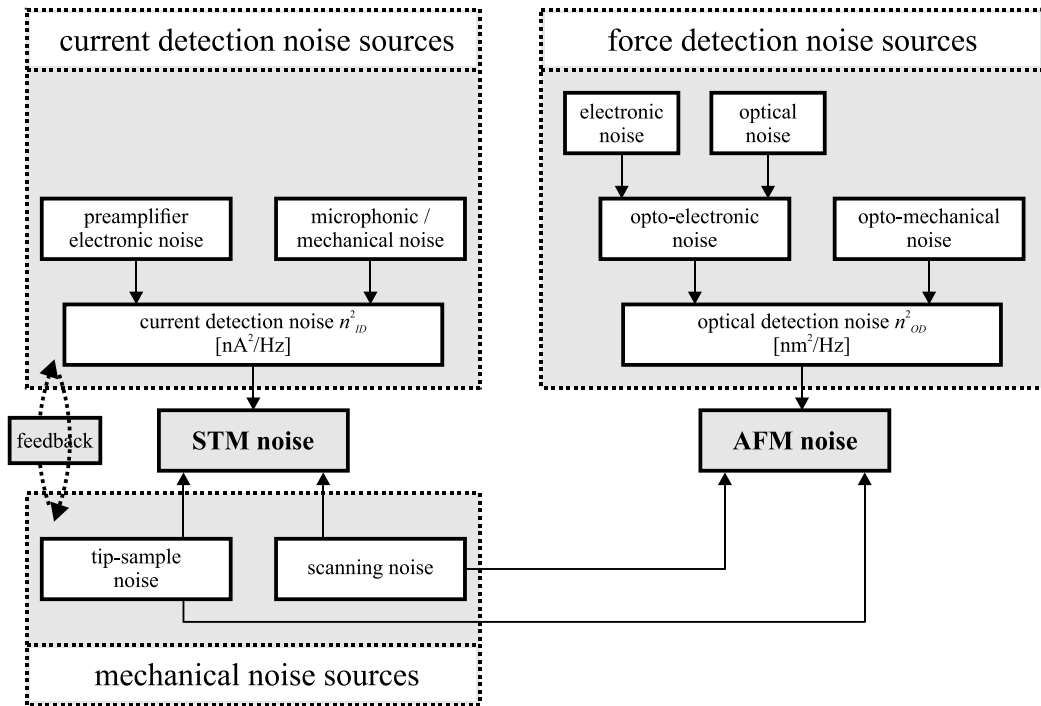 current detection noise sources
force detection noise sources
electronic
noise
optical
noise
preamplifier
electronic noise
microphonic /
mechanical noise
opto-electronic
noise
opto-mechanical
noise
current detection noise n²_ID
[nA²/Hz]
optical detection noise n²_OD
[nm²/Hz]
feedback
STM noise
AFM noise
tip-sample
noise
scanning noise
mechanical noise sources